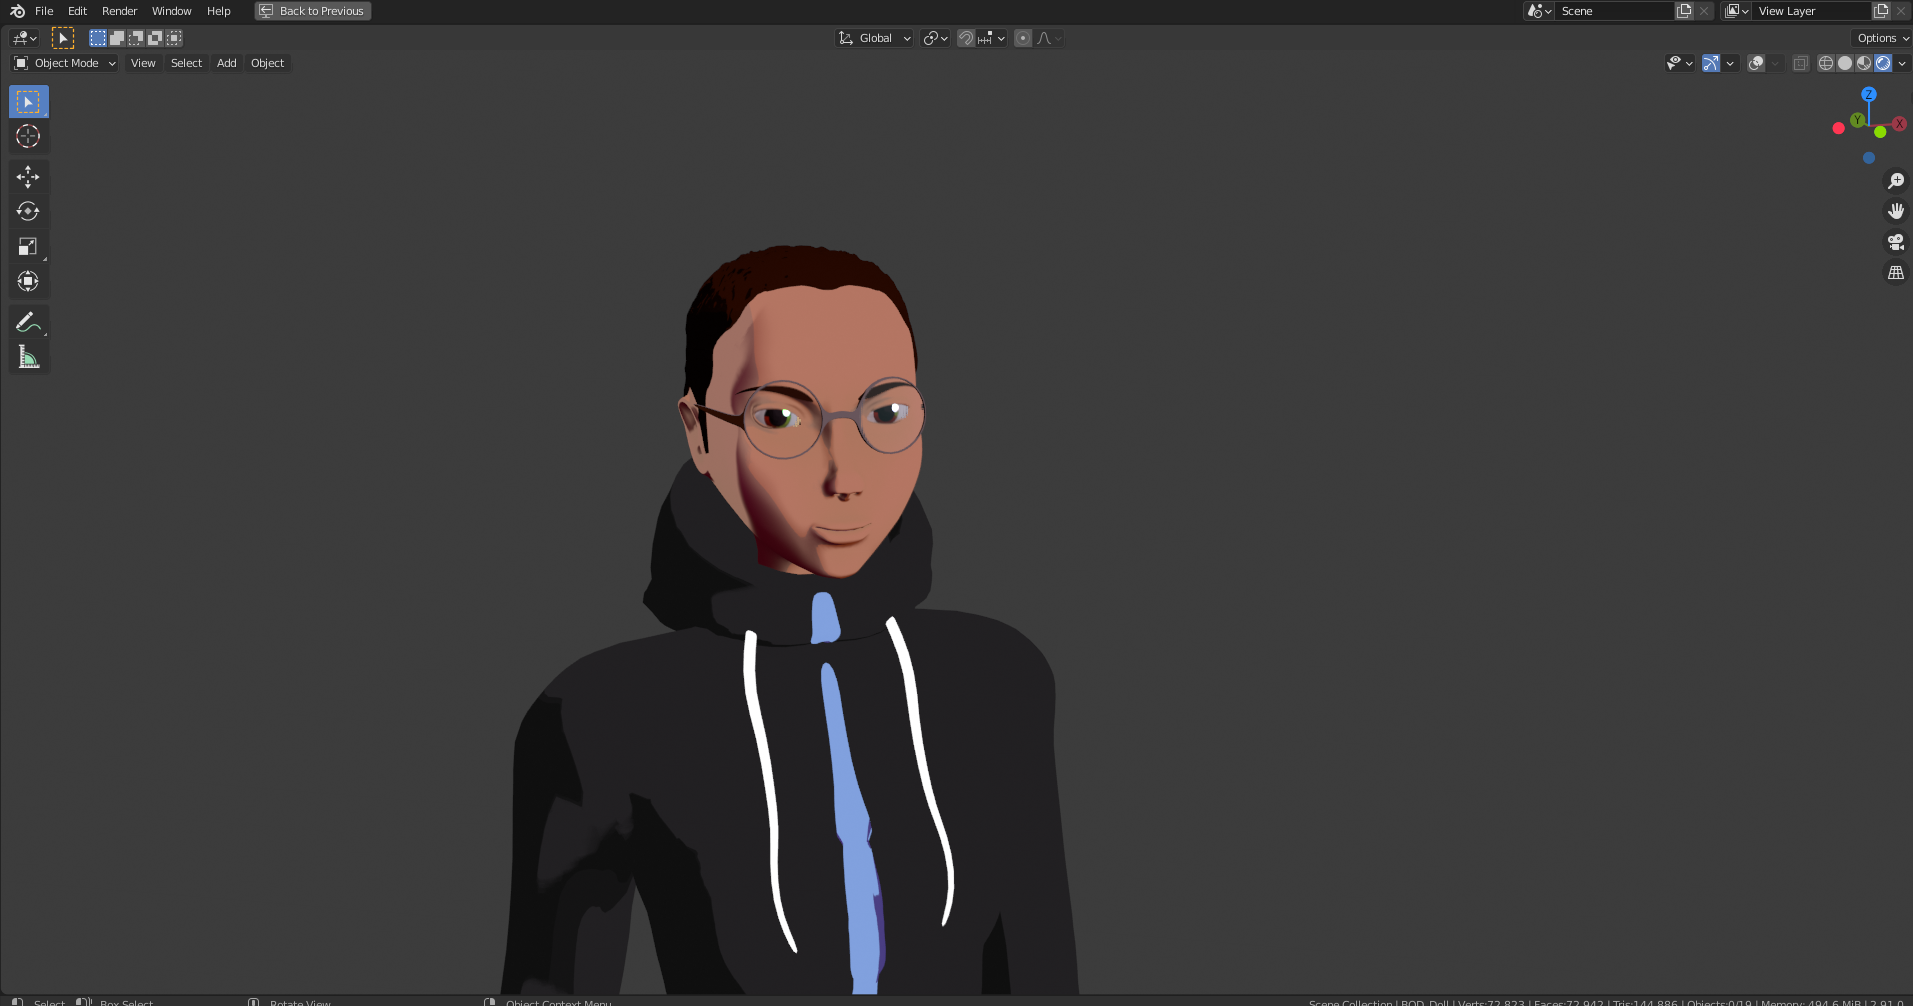 File Edit Render Window Help Back to Previous Scene View Layer
Global Options
Object Mode View Select Add Object
Z
Y X
Select Box Select Rotate View Object Context Menu Scene Collection | BOD_Doll | Verts:72,823 | Faces:72,942 | Tris:144,886 | Objects:0/19 | Memory: 494.6 MiB | 2.91.0